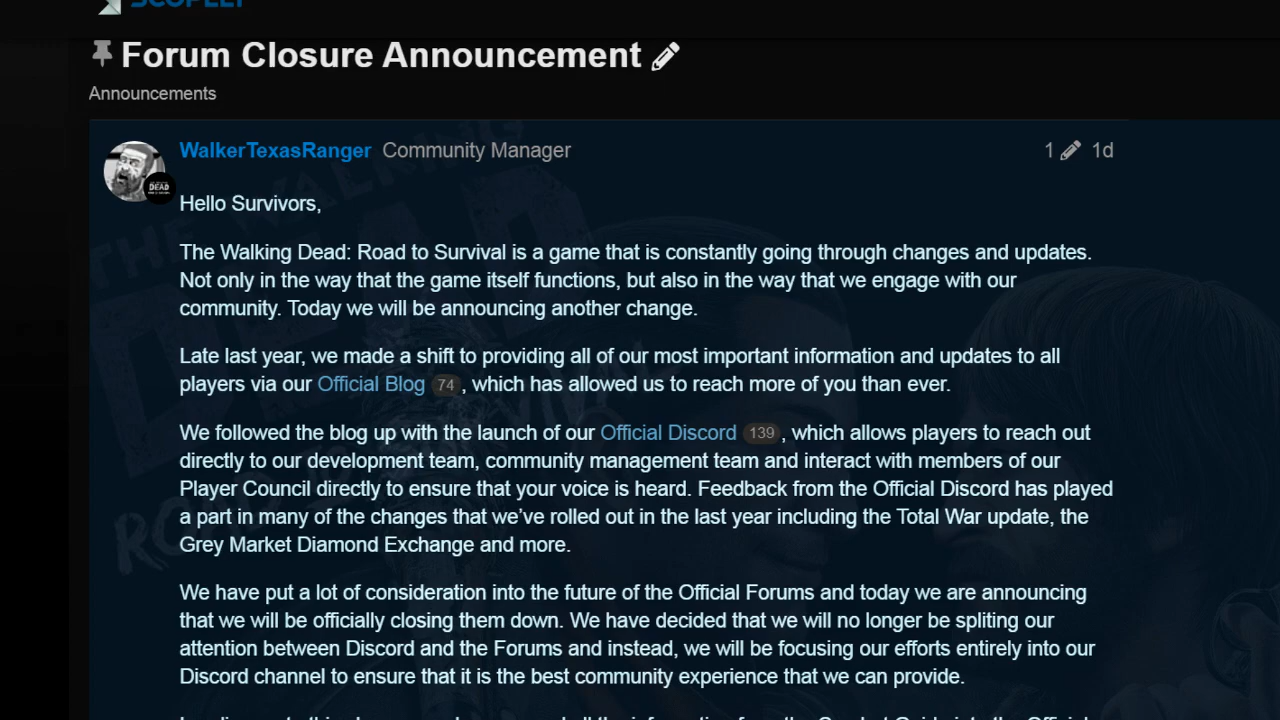 SCOPELY
Forum Closure Announcement
Announcements
WalkerTexasRanger Community Manager 1 1d
Hello Survivors,
The Walking Dead: Road to Survival is a game that is constantly going through changes and updates.
Not only in the way that the game itself functions, but also in the way that we engage with our
community. Today we will be announcing another change.
Late last year, we made a shift to providing all of our most important information and updates to all
players via our Official Blog 74, which has allowed us to reach more of you than ever.
We followed the blog up with the launch of our Official Discord 139, which allows players to reach out
directly to our development team, community management team and interact with members of our
Player Council directly to ensure that your voice is heard. Feedback from the Official Discord has played
a part in many of the changes that we’ve rolled out in the last year including the Total War update, the
Grey Market Diamond Exchange and more.
We have put a lot of consideration into the future of the Official Forums and today we are announcing
that we will be officially closing them down. We have decided that we will no longer be spliting our
attention between Discord and the Forums and instead, we will be focusing our efforts entirely into our
Discord channel to ensure that it is the best community experience that we can provide.